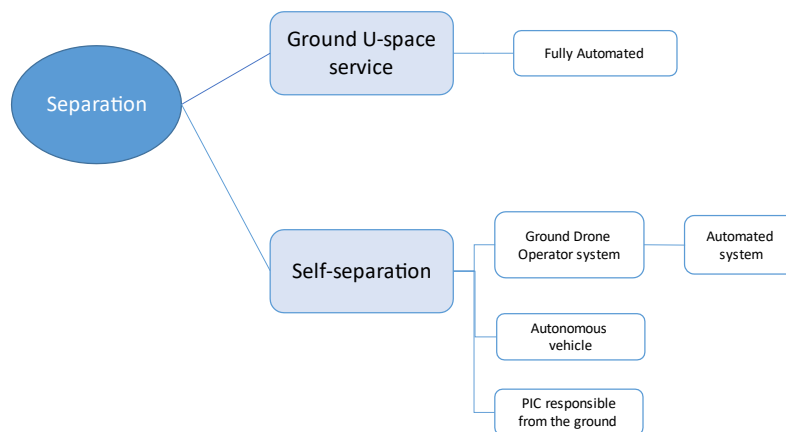 Separation
Ground U-space
service
Fully Automated
Self-separation
Ground Drone
Operator system
Automated
system
Autonomous
vehicle
PIC responsible
from the ground